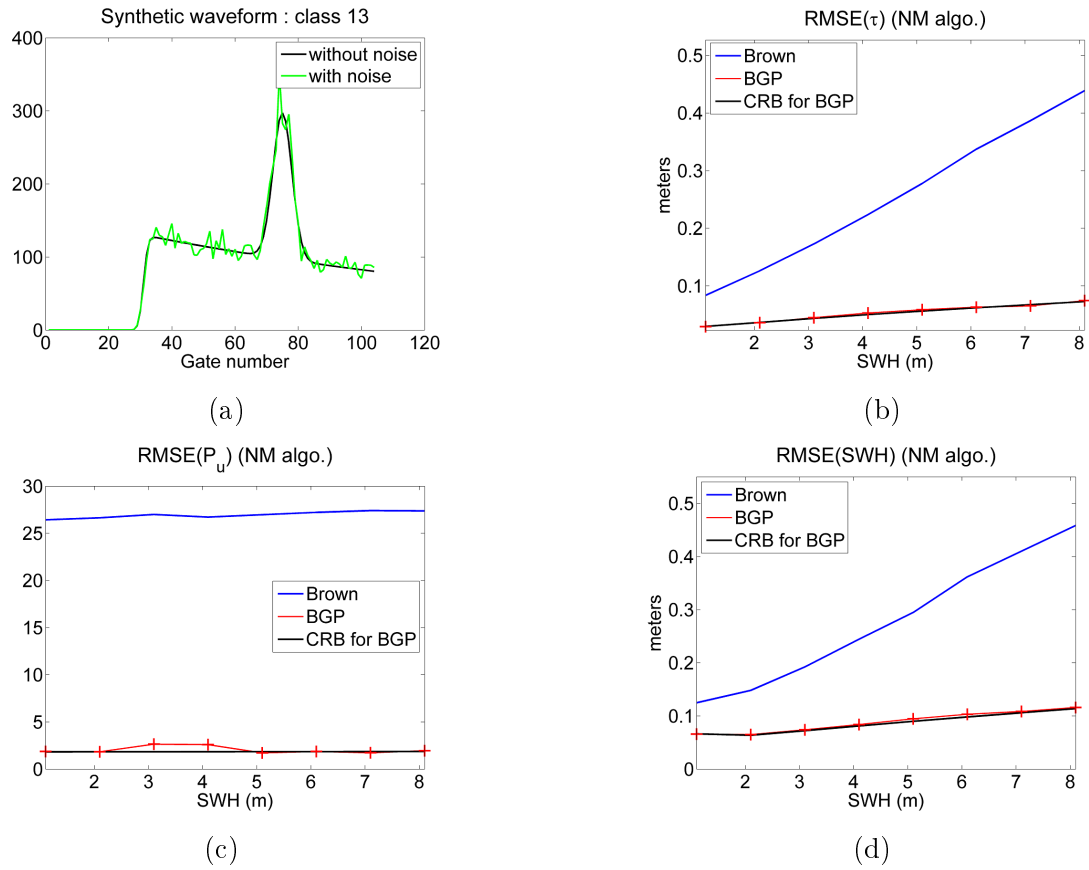 Synthetic waveform : class 13
400
300
200
100
0
without noise
with noise
0 20 40 60 80 100 120
Gate number
(a)
RMSE(τ) (NM algo.)
0.5
0.4
0.3
0.2
0.1
meters
Brown
BGP
CRB for BGP
2 3 4 5 6 7 8
SWH (m)
(b)
RMSE(P_u) (NM algo.)
30
25
20
15
10
5
0
Brown
BGP
CRB for BGP
2 3 4 5 6 7 8
SWH (m)
(c)
RMSE(SWH) (NM algo.)
0.5
0.4
0.3
0.2
0.1
0
meters
Brown
BGP
CRB for BGP
2 3 4 5 6 7 8
SWH (m)
(d)